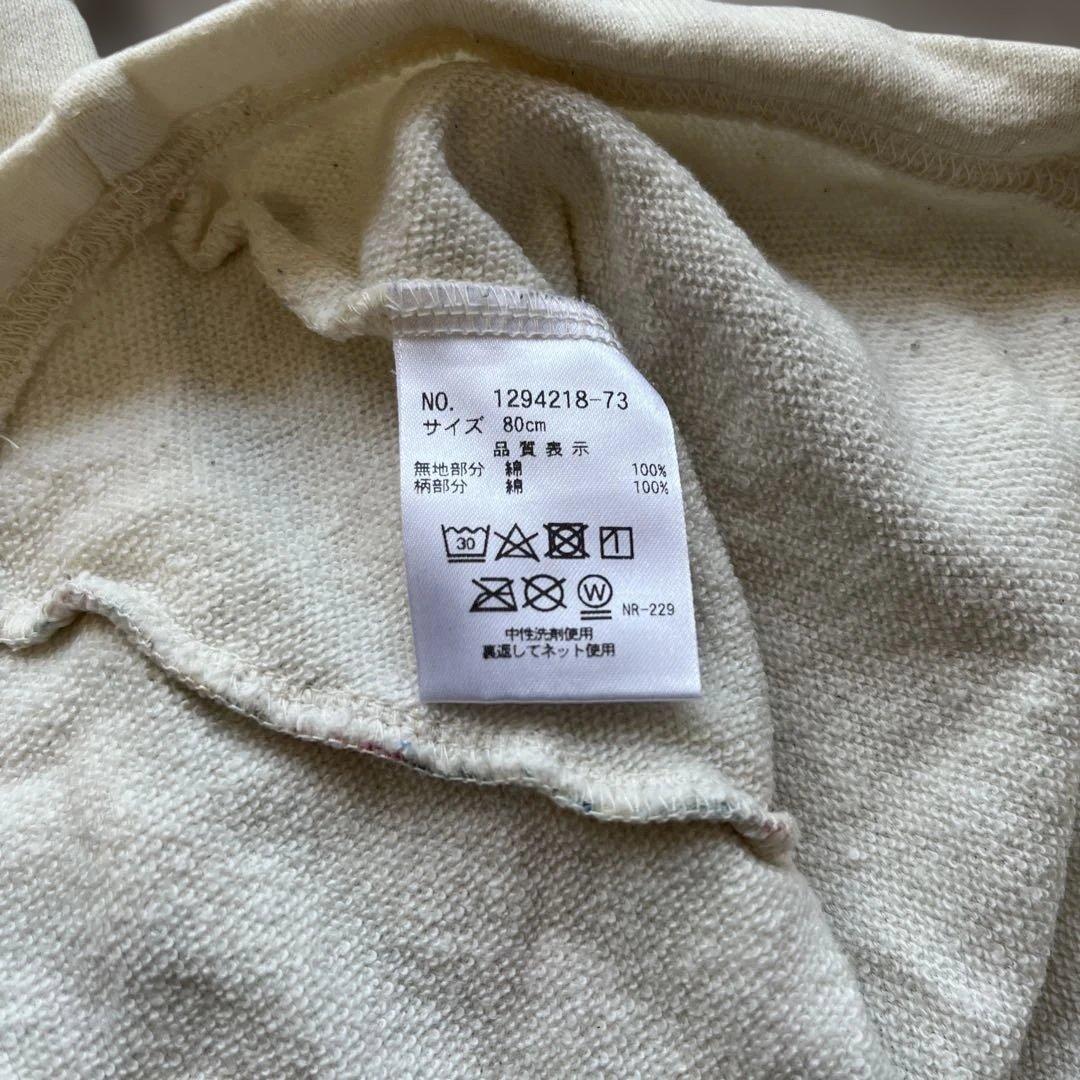 NO. 1294218-73
サイズ 80cm
品質表示
無地部分 綿 100%
柄部分 綿 100%
30
W NR-229
中性洗剤使用
裏返してネット使用